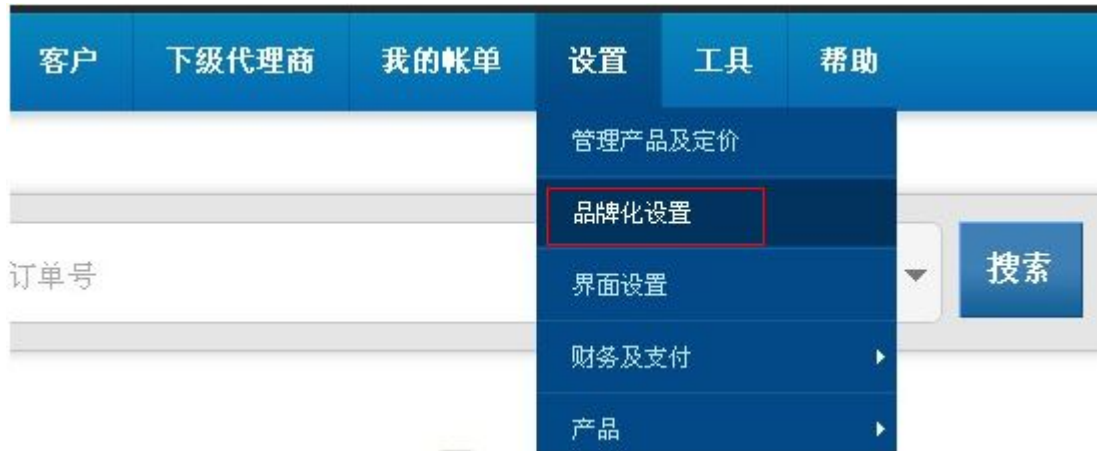 客户 下级代理商 我的帐单 设置 工具 帮助
管理产品及定价
品牌化设置
订单号 搜索
界面设置
财务及支付
产品